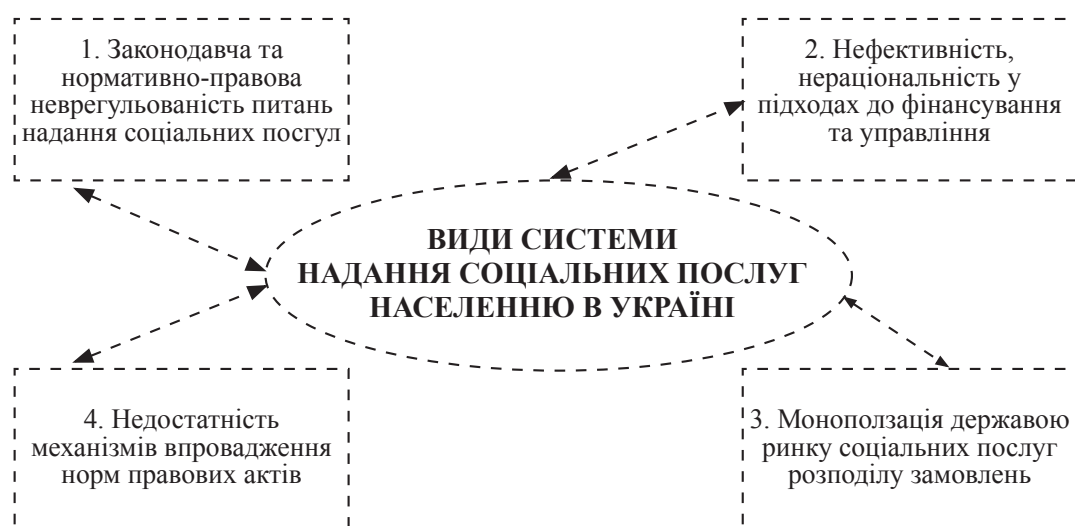 1. Законодавча та
нормативно-правова
неврегульованість питань
надання соціальних посгул
2. Нефективність,
нераціональність у
підходах до фінансування
та управління
ВИДИ СИСТЕМИ
НАДАННЯ СОЦІАЛЬНИХ ПОСЛУГ
НАСЕЛЕННЮ В УКРАЇНІ
4. Недостатність
механізмів впровадження
норм правових актів
3. Моноползація державою
ринку соціальних послуг
розподілу замовлень